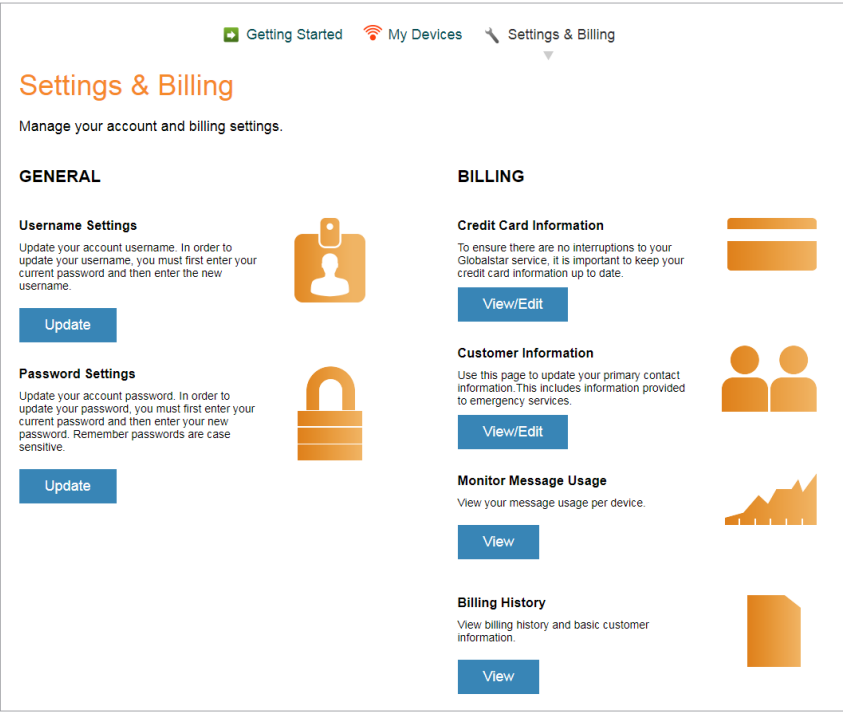 Getting Started My Devices Settings & Billing
Settings & Billing
Manage your account and billing settings.
GENERAL
Username Settings
Update your account username. In order to
update your username, you must first enter your
current password and then enter the new
username.
Update
Password Settings
Update your account password. In order to
update your password, you must first enter your
current password and then enter your new
password. Remember passwords are case
sensitive.
Update
BILLING
Credit Card Information
To ensure there are no interruptions to your
Globalstar service, it is important to keep your
credit card information up to date.
View/Edit
Customer Information
Use this page to update your primary contact
information.This includes information provided
to emergency services.
View/Edit
Monitor Message Usage
View your message usage per device.
View
Billing History
View billing history and basic customer
information.
View